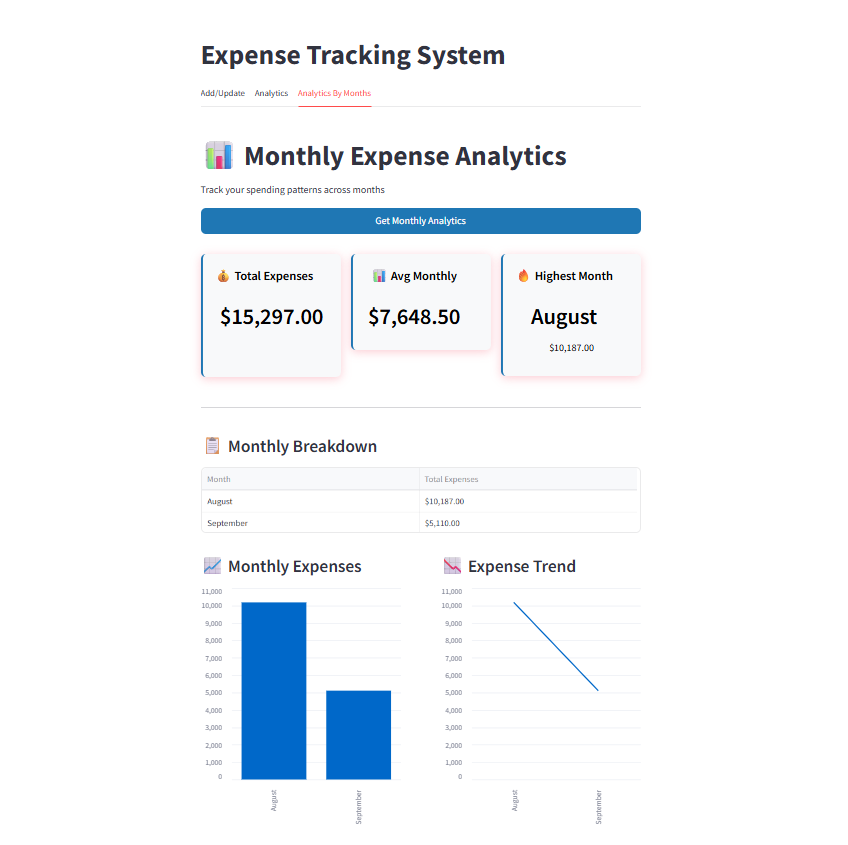 Expense Tracking System
Add/Update Analytics Analytics By Months
Monthly Expense Analytics
Track your spending patterns across months
Get Monthly Analytics
Total Expenses
$15,297.00
Avg Monthly
$7,648.50
Highest Month
August
$10,187.00
Monthly Breakdown
Month Total Expenses
August $10,187.00
September $5,110.00
Monthly Expenses
11,000
10,000
9,000
8,000
7,000
6,000
5,000
4,000
3,000
2,000
1,000
0
August
September
Expense Trend
11,000
10,000
9,000
8,000
7,000
6,000
5,000
4,000
3,000
2,000
1,000
0
August
September